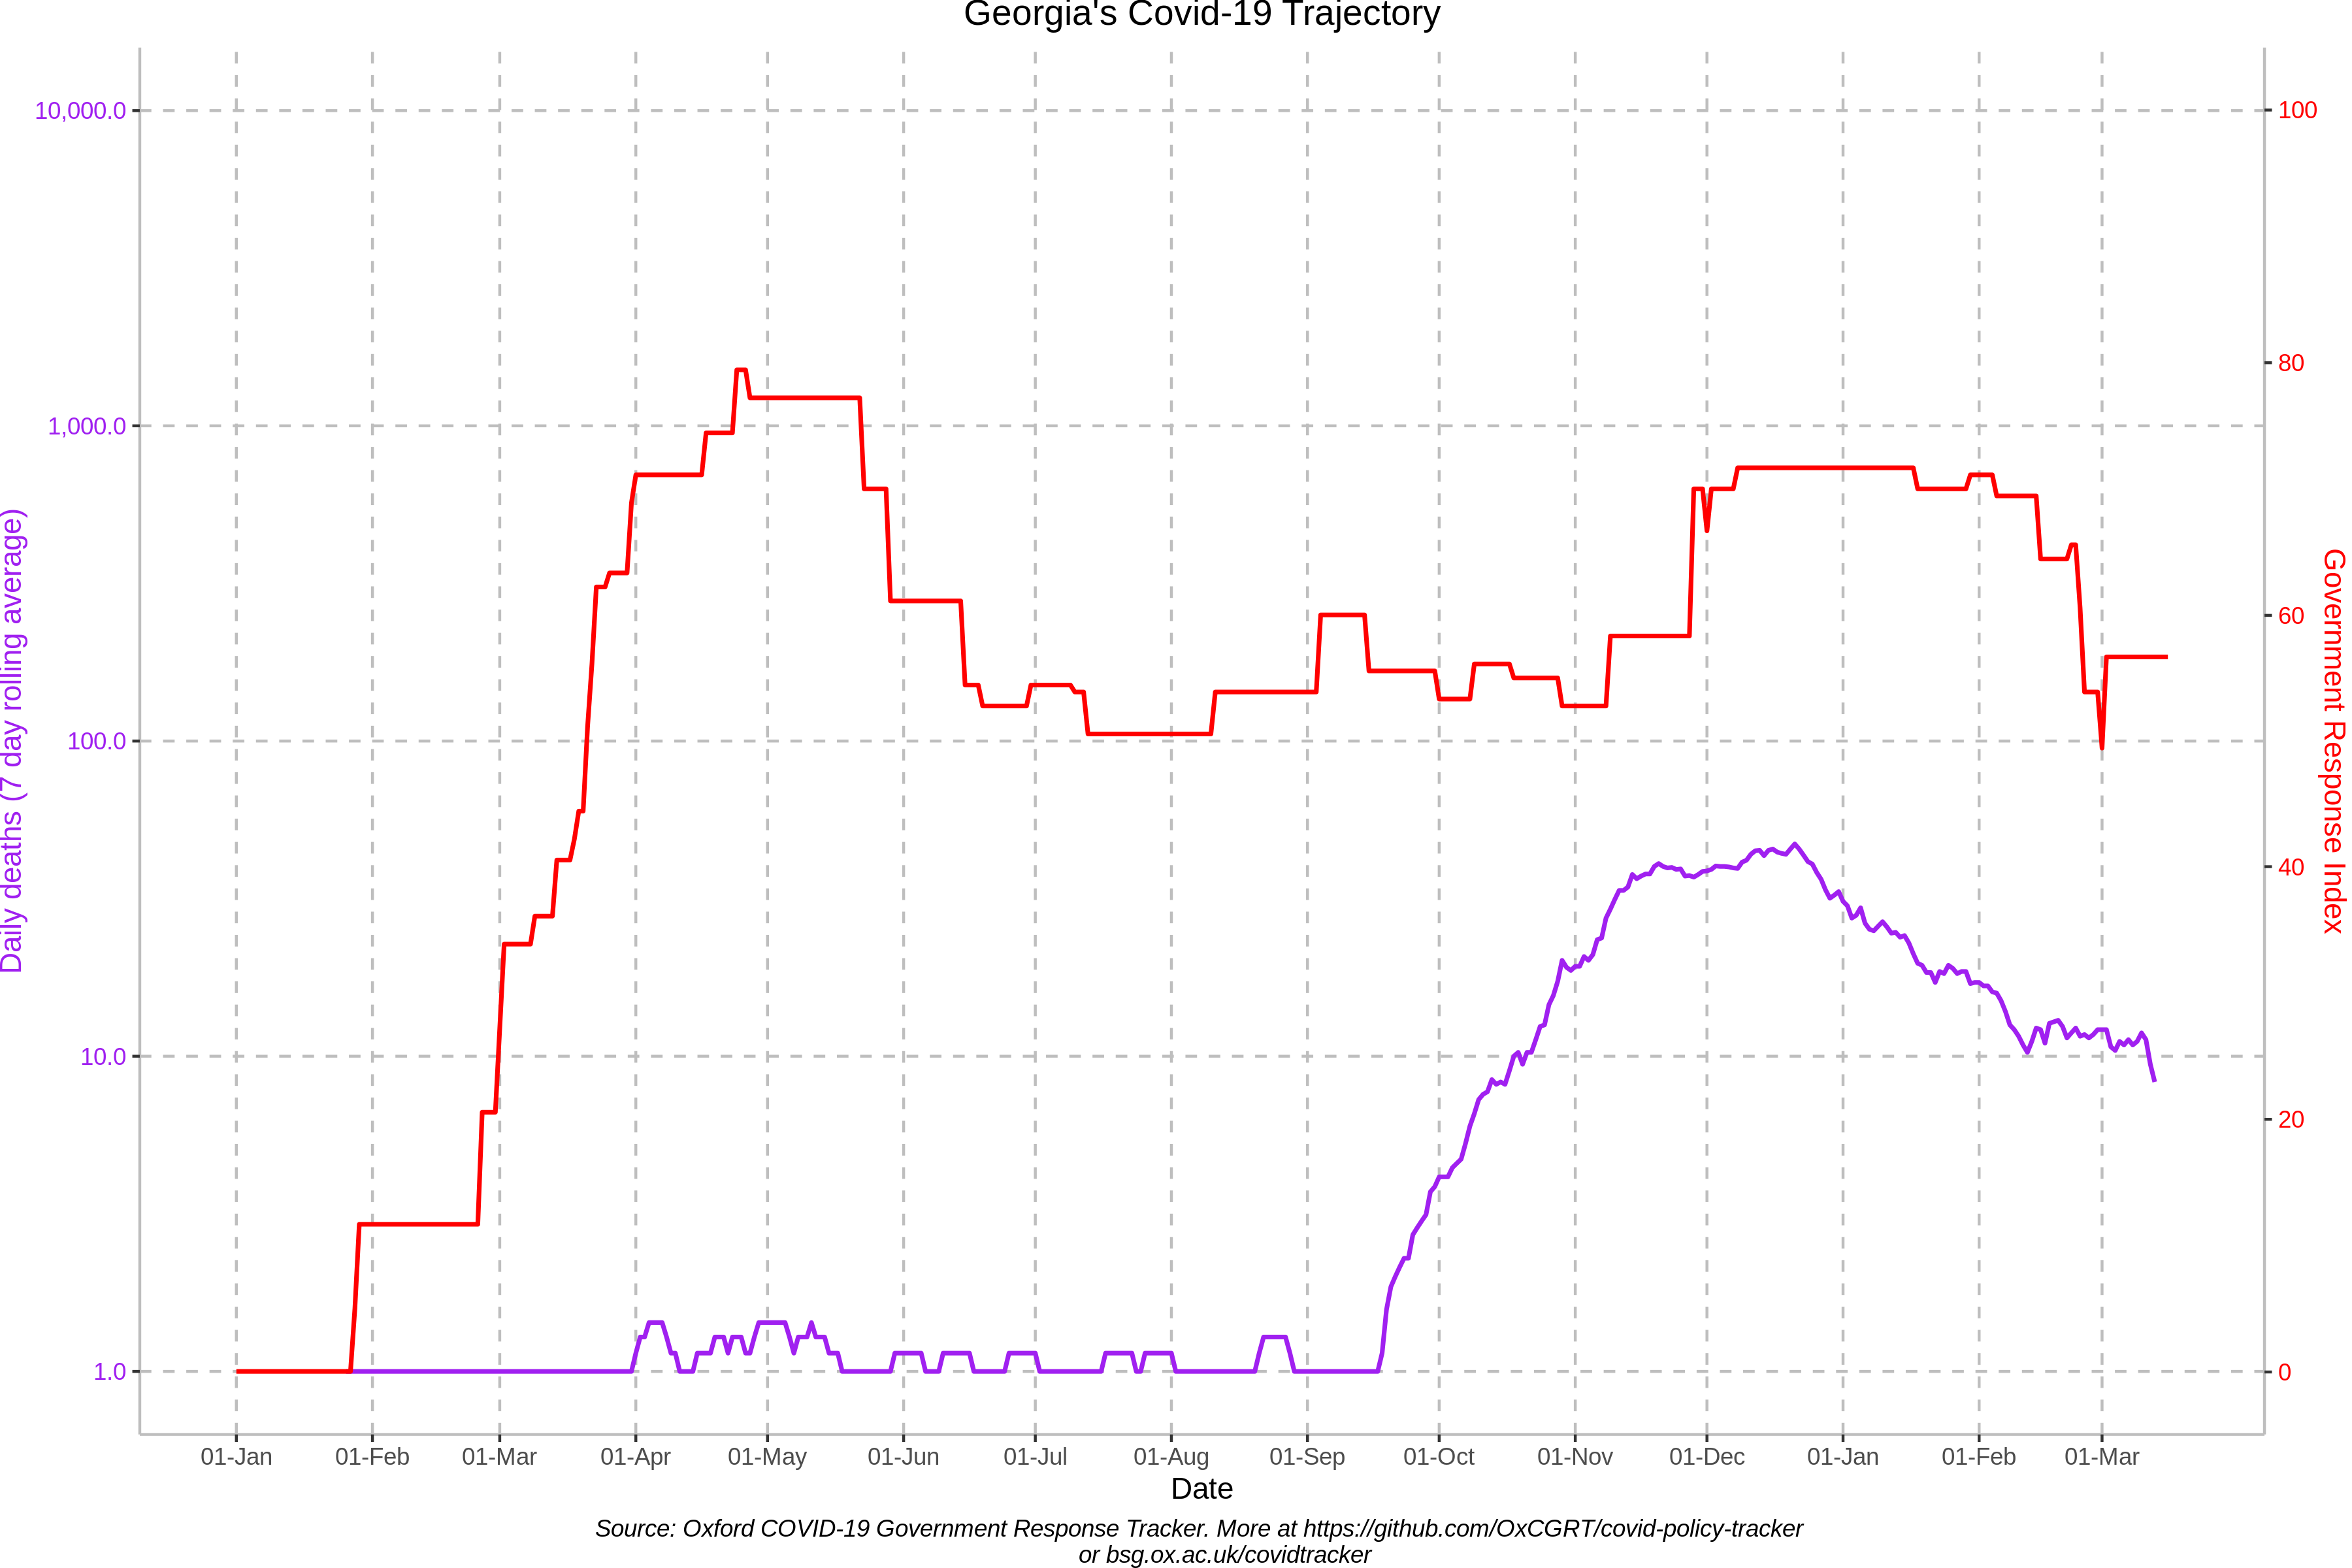 Georgia's Covid-19 Trajectory
10,000.0
1,000.0
100.0
10.0
1.0
Daily deaths (7 day rolling average)
100
80
60
40
20
0
Government Response Index
01-Jan 01-Feb 01-Mar 01-Apr 01-May 01-Jun 01-Jul 01-Aug 01-Sep 01-Oct 01-Nov 01-Dec 01-Jan 01-Feb 01-Mar
Date
Source: Oxford COVID-19 Government Response Tracker. More at https://github.com/OxCGRT/covid-policy-tracker
or bsg.ox.ac.uk/covidtracker